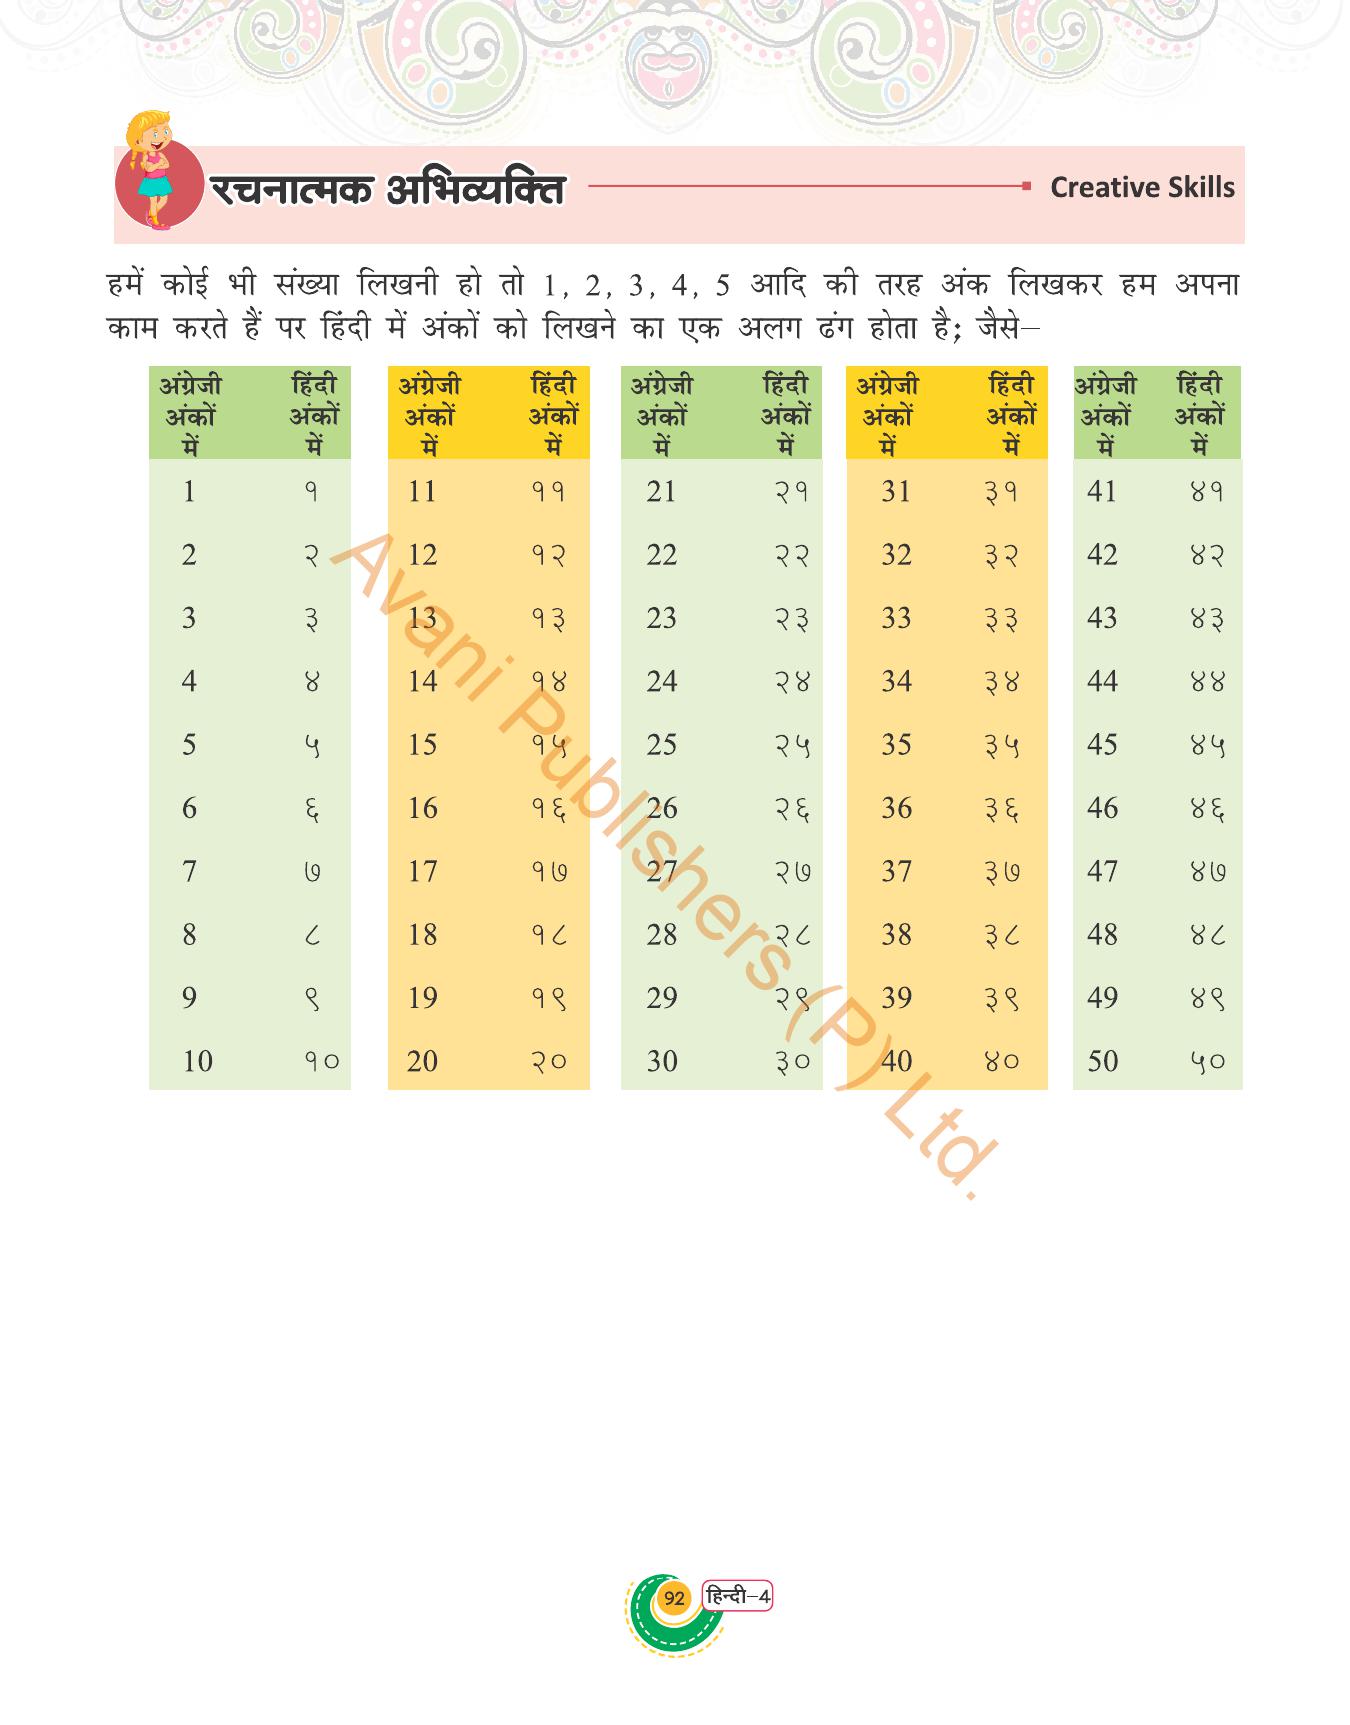 रचनात्मक अभिव्यक्ति Creative Skills
हमें कोई भी संख्या लिखनी हो तो 1, 2, 3, 4, 5 आदि की तरह अंक लिखकर हम अपना
काम करते हैं पर हिंदी में अंकों को लिखने का एक अलग ढंग होता है; जैसे–
अंग्रेजी हिंदी अंग्रेजी हिंदी अंग्रेजी हिंदी अंग्रेजी हिंदी अंग्रेजी हिंदी
अंकों अंकों अंकों अंकों अंकों अंकों अंकों अंकों अंकों अंकों
में में में में में में में में में में
1 १ 11 ११ 21 २१ 31 ३१ 41 ४१
2 २ 12 १२ 22 २२ 32 ३२ 42 ४२
3 ३ 13 १३ 23 २३ 33 ३३ 43 ४३
4 ४ 14 १४ 24 २४ 34 ३४ 44 ४४
5 ५ 15 १५ 25 २५ 35 ३५ 45 ४५
6 ६ 16 १६ 26 २६ 36 ३६ 46 ४६
7 ७ 17 १७ 27 २७ 37 ३७ 47 ४७
8 ८ 18 १८ 28 २८ 38 ३८ 48 ४८
9 ९ 19 १९ 29 २९ 39 ३९ 49 ४९
10 १० 20 २० 30 ३० 40 ४० 50 ५०
Avani Publishers (P) Ltd.
92 हिन्दी–4